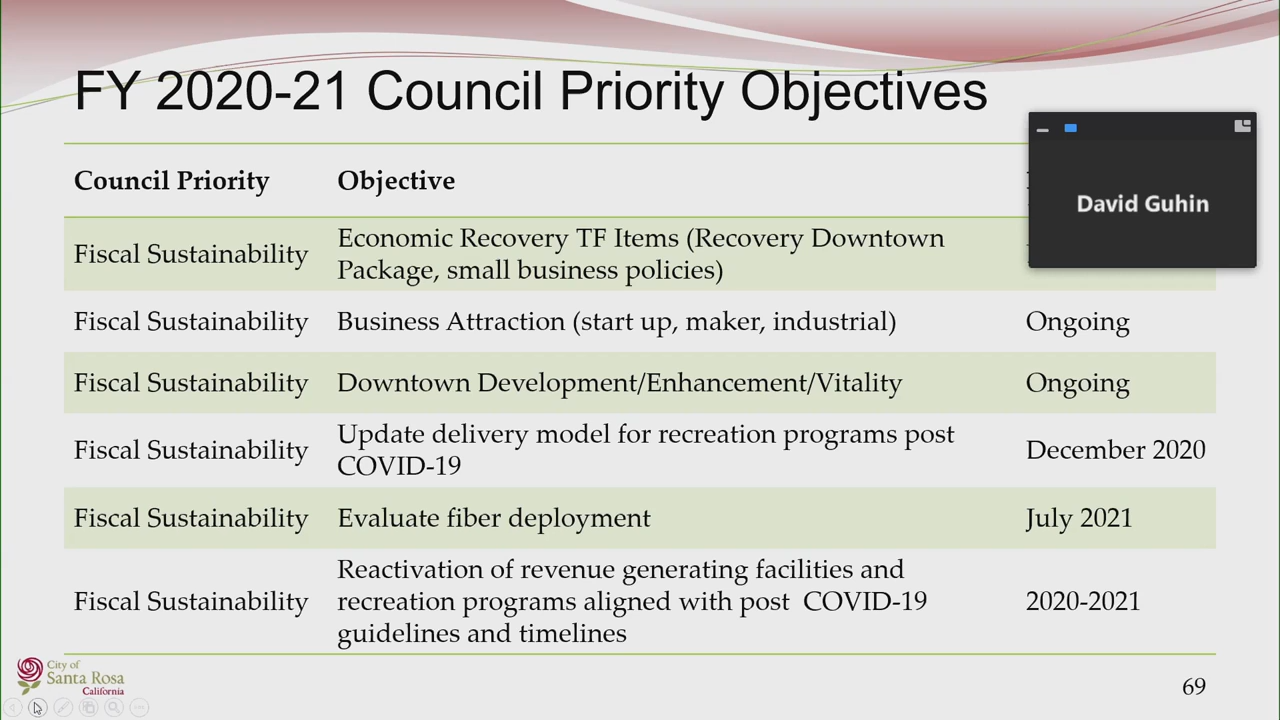 FY 2020-21 Council Priority Objectives
Council Priority Objective
David Guhin
Fiscal Sustainability
Economic Recovery TF Items (Recovery Downtown
Package, small business policies)
Fiscal Sustainability Business Attraction (start up, maker, industrial) Ongoing
Fiscal Sustainability Downtown Development/Enhancement/Vitality Ongoing
Fiscal Sustainability
Update delivery model for recreation programs post
COVID-19
December 2020
Fiscal Sustainability Evaluate fiber deployment July 2021
Fiscal Sustainability
Reactivation of revenue generating facilities and
recreation programs aligned with post COVID-19
guidelines and timelines
2020-2021
City of
Santa Rosa
California
69